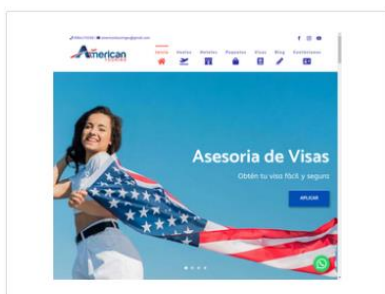 American
Inicio Vuelos Hoteles Paquetes Visas Blog Contáctanos
Asesoria de Visas
Obtén tu visa fácil y seguro
APLICAR